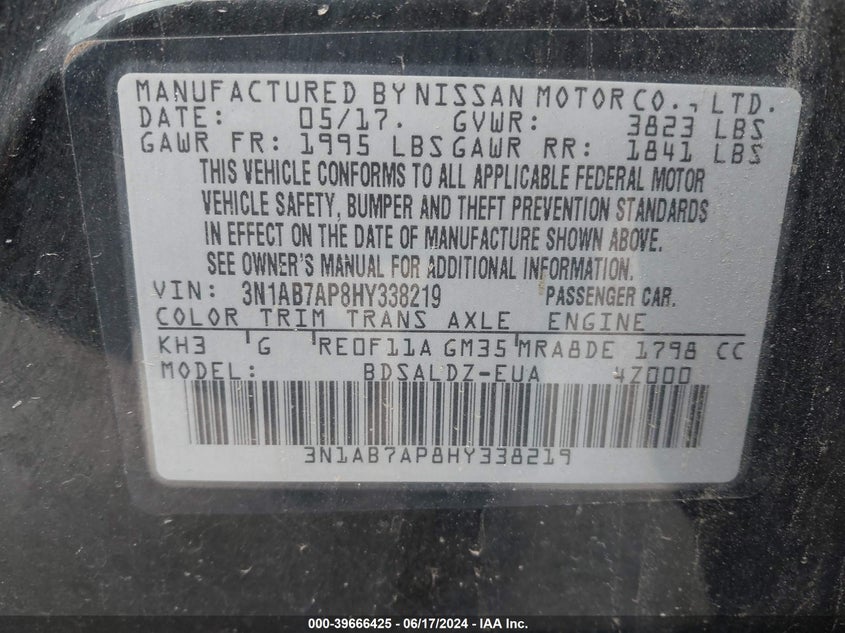 MANUFACTURED BY NISSAN MOTOR CO., LTD.
DATE: 05/17. GVWR: 3823 LBS
GAWR FR: 1995 LBS GAWR RR: 1841 LBS
THIS VEHICLE CONFORMS TO ALL APPLICABLE FEDERAL MOTOR
VEHICLE SAFETY, BUMPER AND THEFT PREVENTION STANDARDS
IN EFFECT ON THE DATE OF MANUFACTURE SHOWN ABOVE.
SEE OWNER'S MANUAL FOR ADDITIONAL INFORMATION.
VIN: 3N1AB7AP8HY338219 PASSENGER CAR.
COLOR TRIM TRANS AXLE ENGINE
KH3 G RE0F11A GM35 MRA8DE 1798 CC
MODEL: BDSALDZ-EUA 4Z000
3N1AB7AP8HY338219
000-39666425 - 06/17/2024 - IAA Inc.